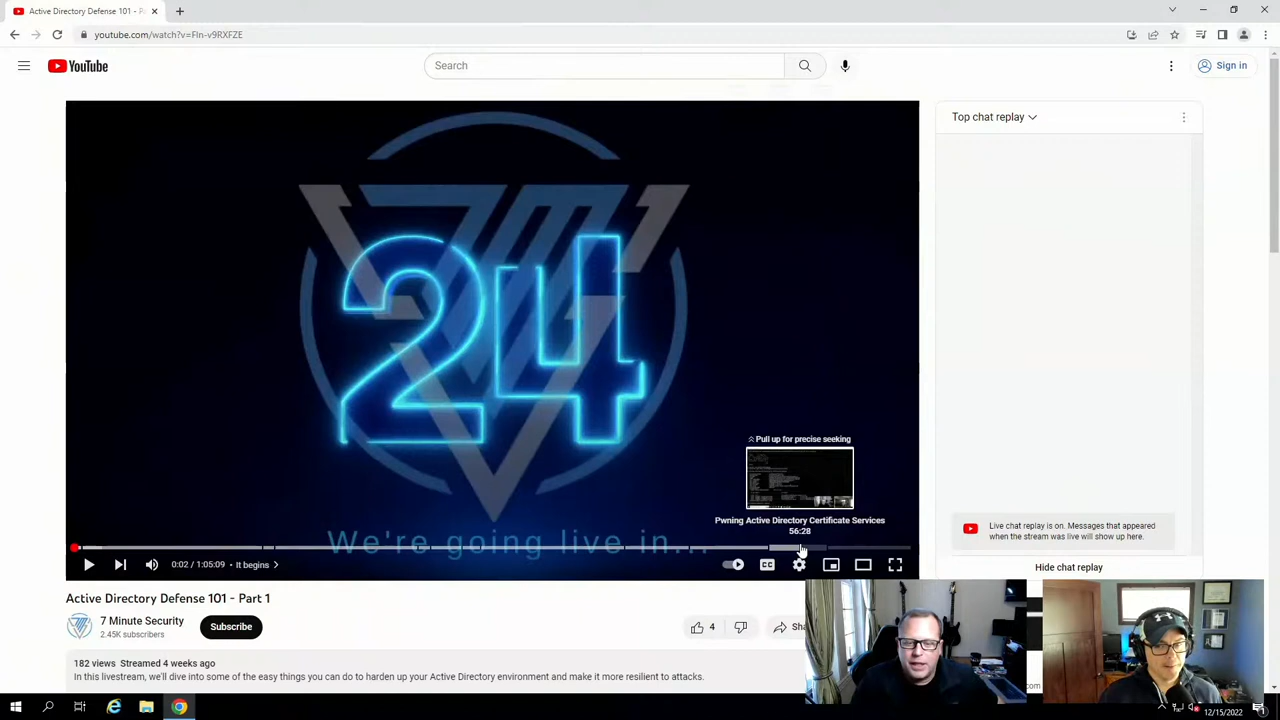 Active Directory Defense 101 - P
youtube.com/watch?v=FIn-v9RXFZE
YouTube
Search
Sign in
Top chat replay
24
We're going live in...
Pull up for precise seeking
Pwning Active Directory Certificate Services
56:28
0:02 / 1:05:09 • It begins
CC
Live chat replay is on. Messages that appeared
when the stream was live will show up here.
Hide chat replay
Active Directory Defense 101 - Part 1
7 Minute Security
2.45K subscribers
Subscribe
4
Sha
182 views Streamed 4 weeks ago
In this livestream, we'll dive into some of the easy things you can do to harden up your Active Directory environment and make it more resilient to attacks.
12/15/2022